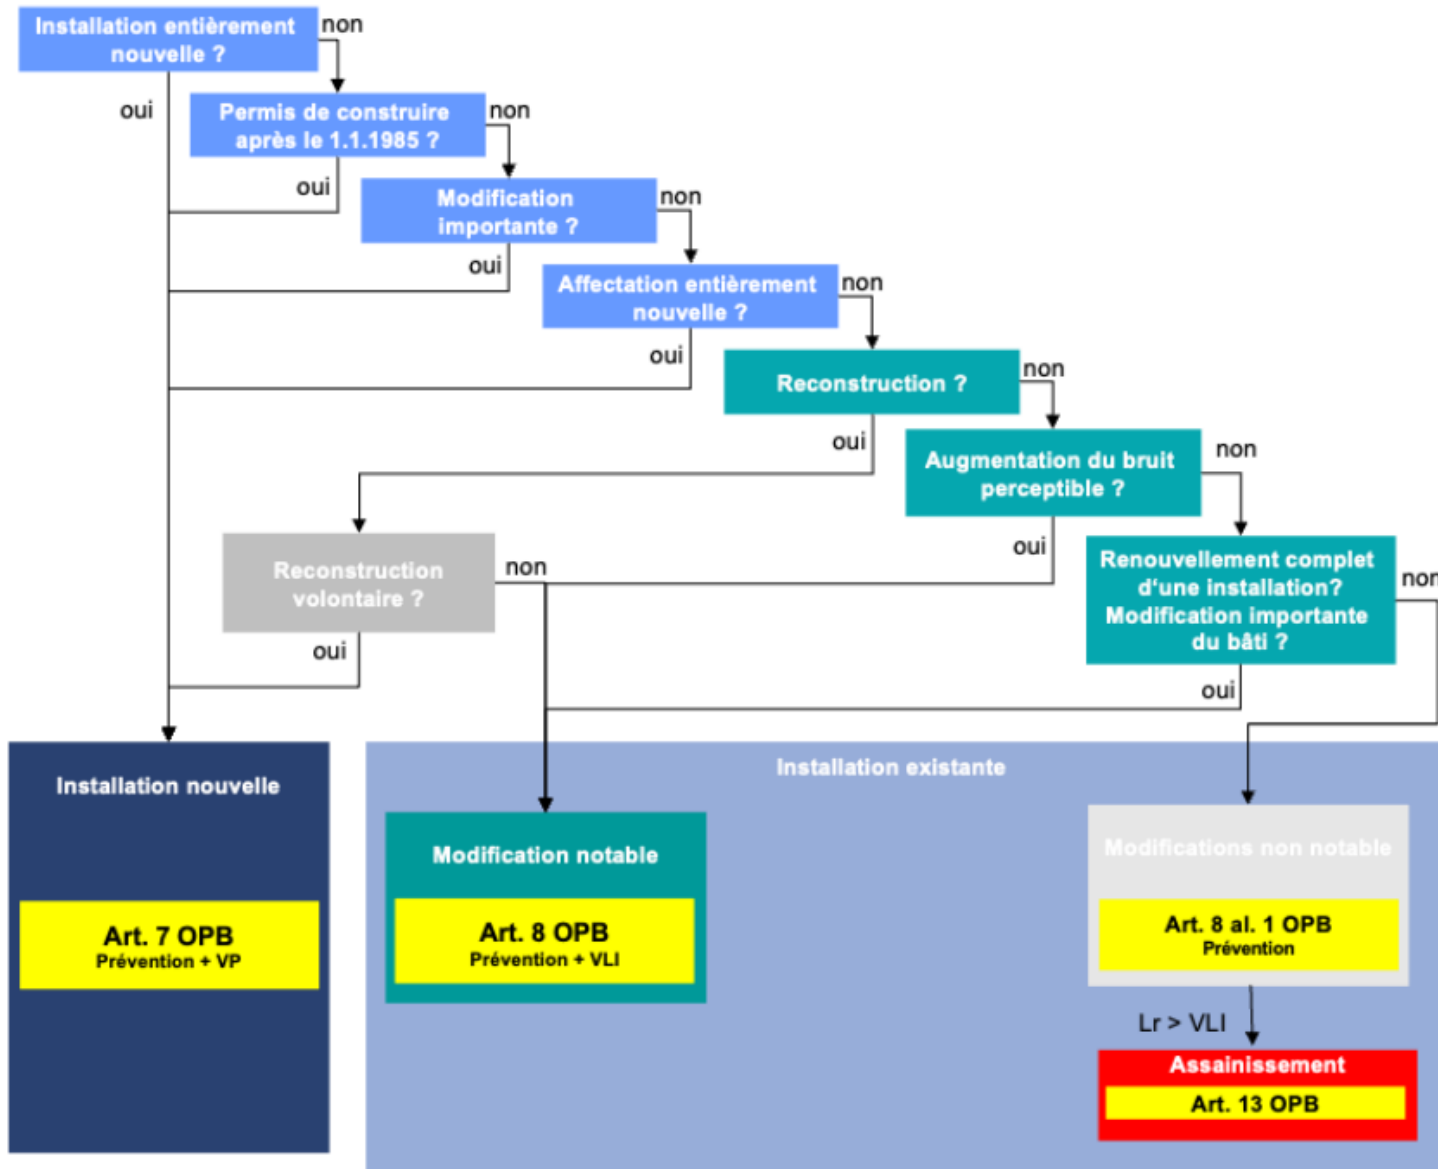 Installation entièrement
nouvelle ?
non
oui
Permis de construire
après le 1.1.1985 ?
non
oui
Modification
importante ?
non
oui
Affectation entièrement
nouvelle ?
non
oui
Reconstruction ?
non
oui
Augmentation du bruit
perceptible ?
non
oui
Reconstruction
volontaire ?
non
oui
Renouvellement complet
d‘une installation?
Modification importante
du bâti ?
non
oui
Installation nouvelle
Art. 7 OPB
Prévention + VP
Installation existante
Modification notable
Art. 8 OPB
Prévention + VLI
Modifications non notable
Art. 8 al. 1 OPB
Prévention
Lr > VLI
Assainissement
Art. 13 OPB